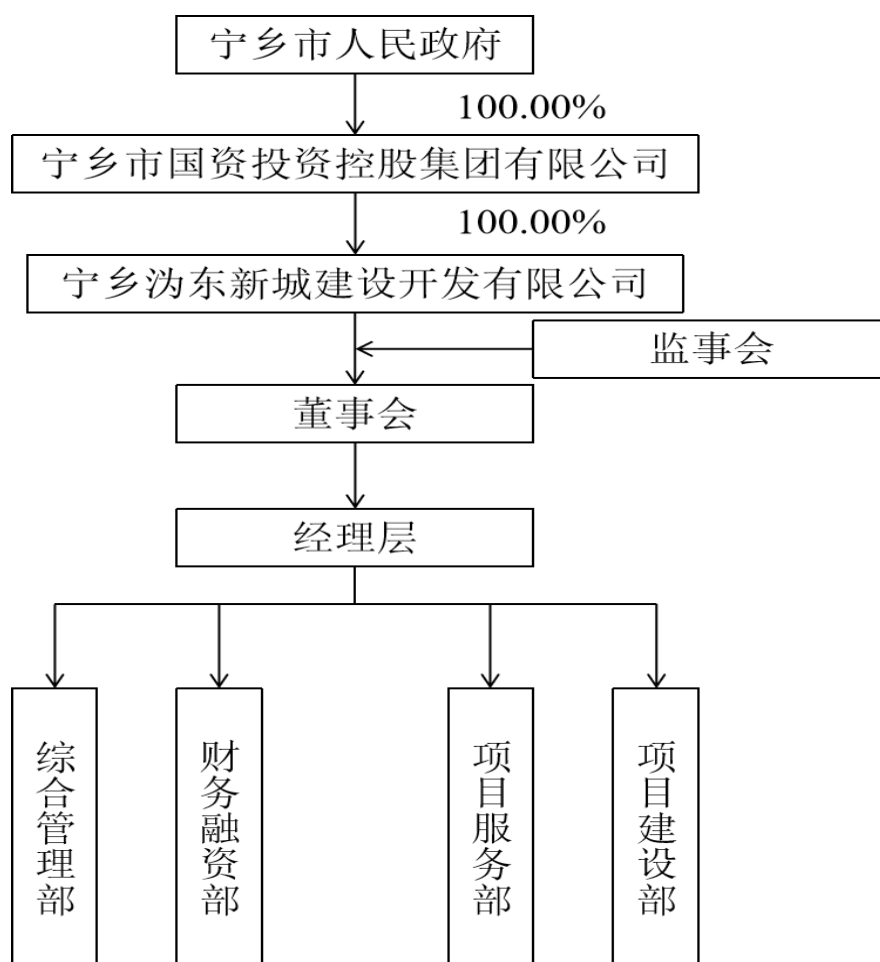 宁乡市人民政府
100.00%
宁乡市国资投资控股集团有限公司
100.00%
宁乡沩东新城建设开发有限公司
监事会
董事会
经理层
综合管理部
财务融资部
项目服务部
项目建设部